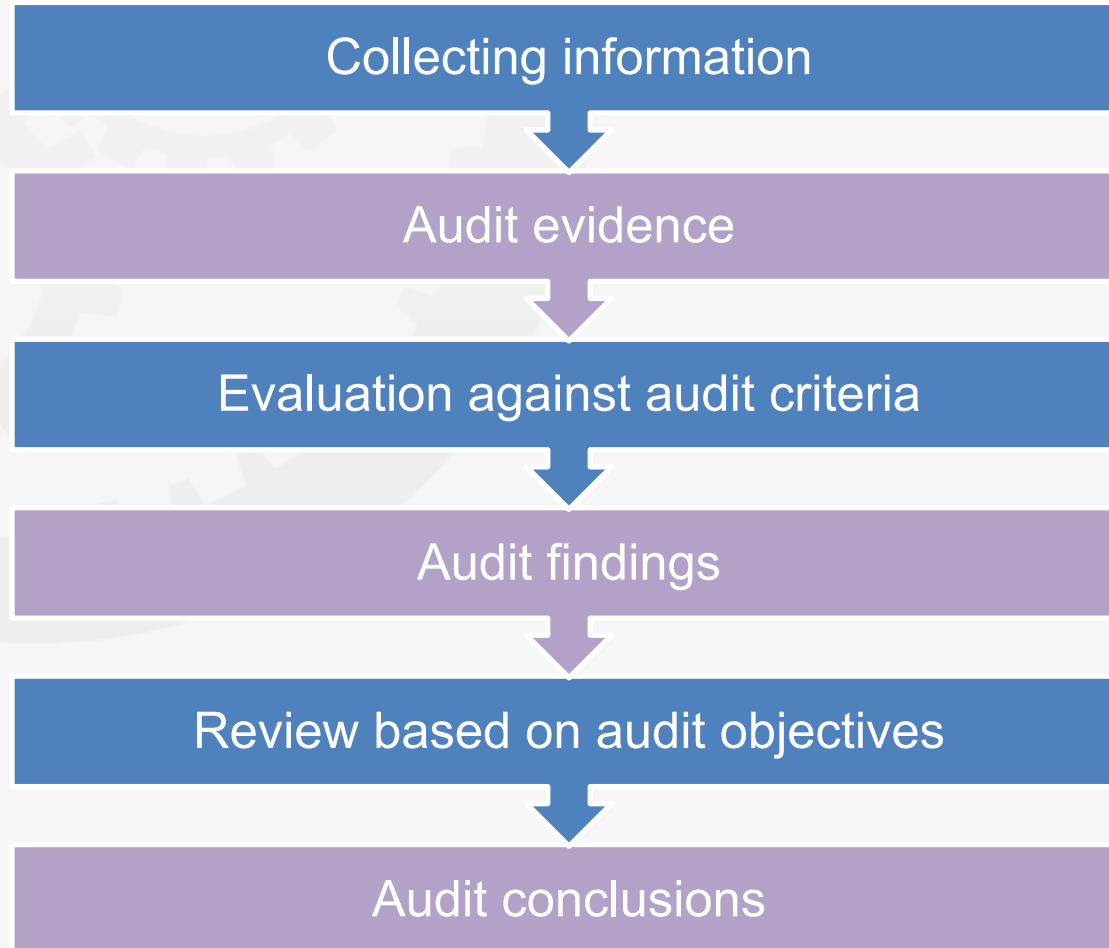 Collecting information
Audit evidence
Evaluation against audit criteria
Audit findings
Review based on audit objectives
Audit conclusions